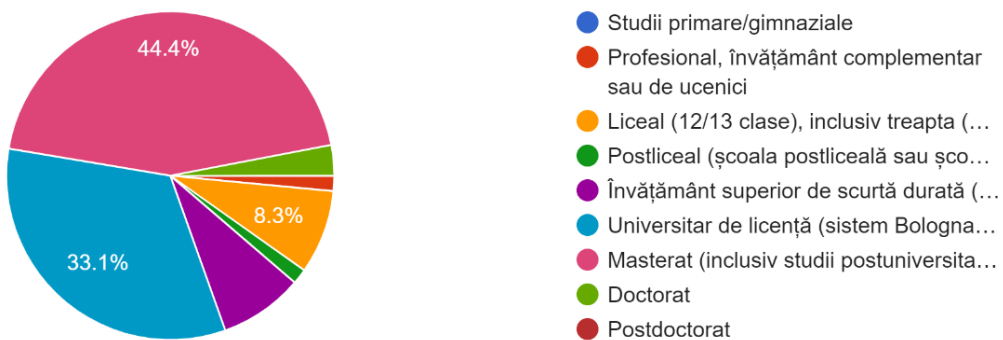 44.4%
8.3%
33.1%
Studii primare/gimnaziale
Profesional, învățământ complementar
sau de ucenici
Liceal (12/13 clase), inclusiv treapta (…
Postliceal (școala postliceală sau șco…
Învățământ superior de scurtă durată (…
Universitar de licență (sistem Bologna…
Masterat (inclusiv studii postuniversita…
Doctorat
Postdoctorat